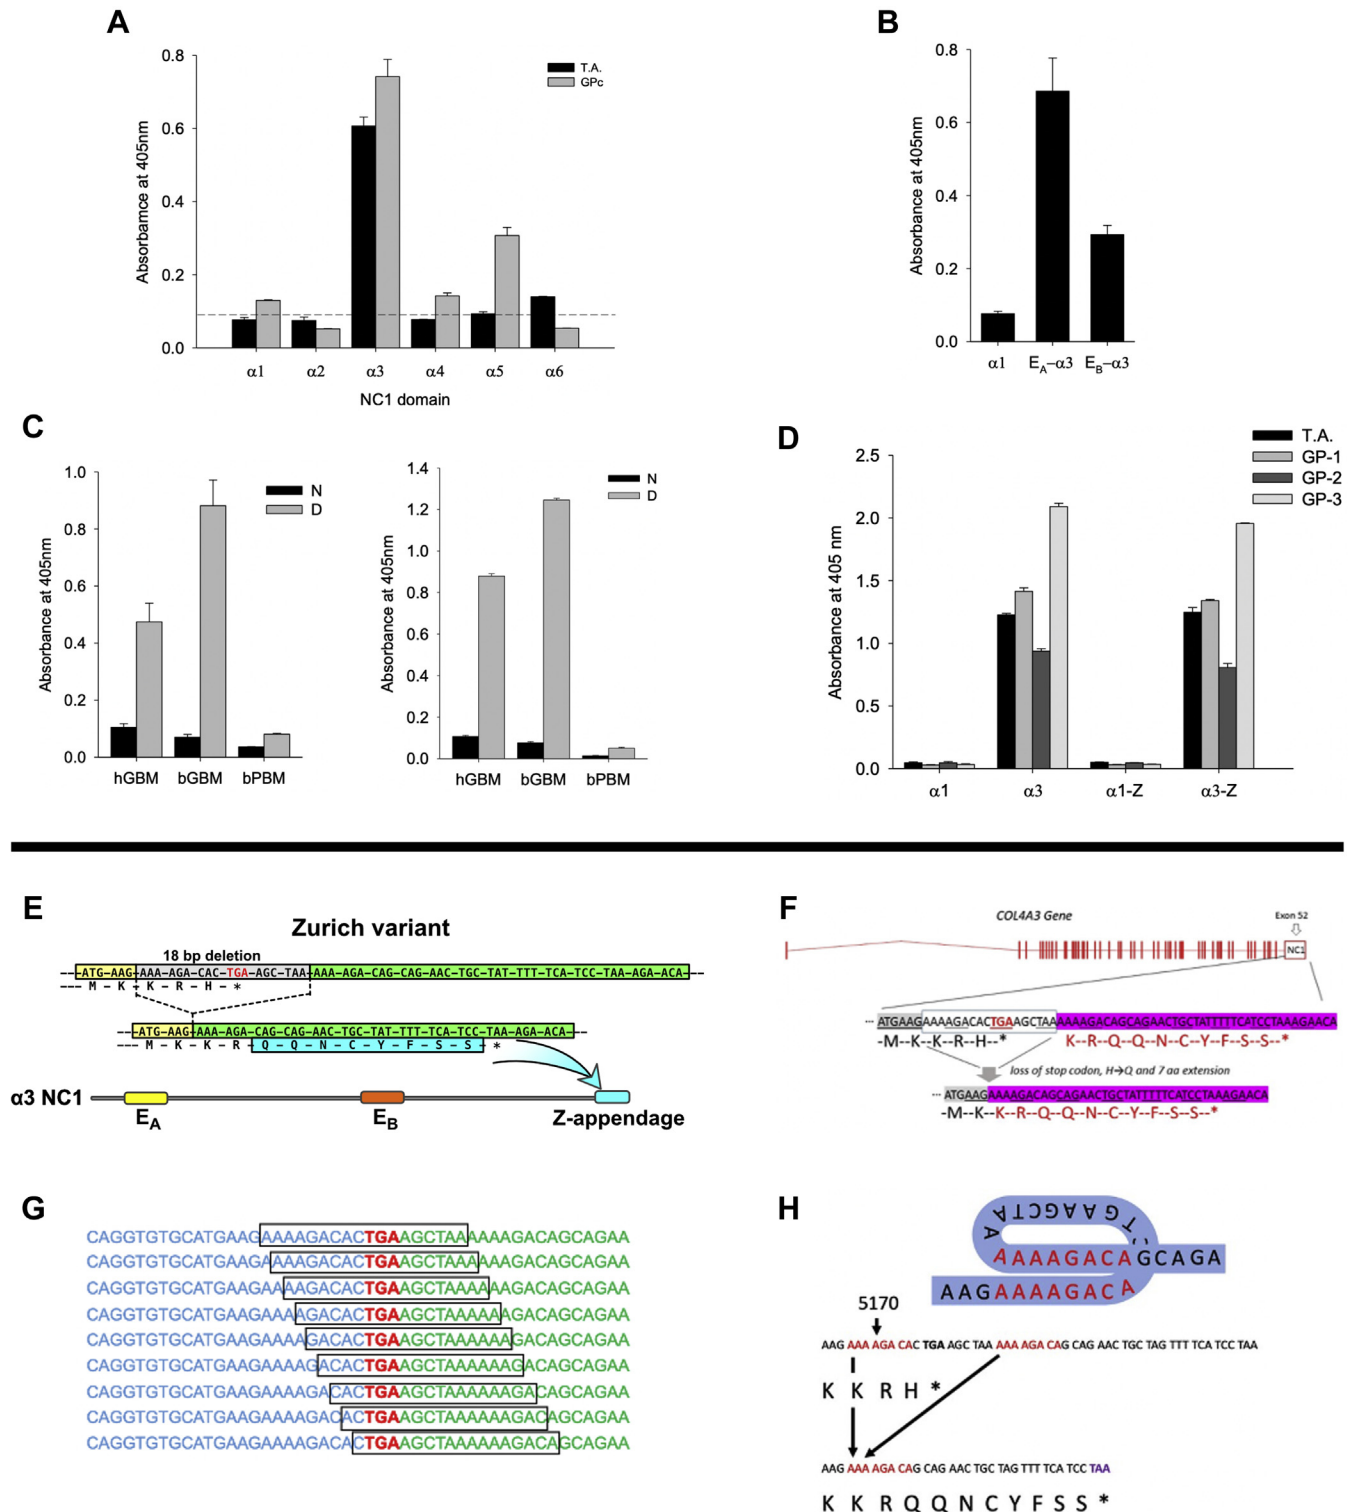 A
0.8
0.6
0.4
0.2
0.0
Absorbamce at 405nm
T.A.
GPc
α1 α2 α3 α4 α5 α6
NC1 domain
B
0.8
0.6
0.4
0.2
0.0
Absorbance at 405nm
α1 EA–α3 EB–α3
C
1.0
0.8
0.6
0.4
0.2
0.0
Absorbance at 405nm
N
D
hGBM bGBM bPBM
1.4
1.2
1.0
0.8
0.6
0.4
0.2
0.0
Absorbance at 405nm
N
D
hGBM bGBM bPBM
D
2.5
2.0
1.5
1.0
0.5
0.0
Absorbance at 405 nm
T.A.
GP-1
GP-2
GP-3
α1 α3 α1-Z α3-Z
E
Zurich variant
18 bp deletion
–ATG–AAG–AAA–AGA–CAC–TGA–AGC–TAA–AAA–AGA–CAG–CAG–AAC–TGC–TAT–TTT–TCA–TCC–TAA–AGA–ACA–
M – K – K – R – H – *
–ATG–AAG–AAA–AGA–CAG–CAG–AAC–TGC–TAT–TTT–TCA–TCC–TAA–AGA–ACA–
M – K – K – R – Q – Q – N – C – Y – F – S – S – *
α3 NC1
EA EB Z-appendage
F
COL4A3 Gene
Exon 52
NC1
··· ATGAAGAAAAGACACTGAAGCTAAAAAAGACAGCAGAACTGCTATTTTTCATCCTAAAGAACA
-M--K--K--R--H--* K--R--Q--Q--N--C--Y--F--S--S--*
loss of stop codon, H→Q and 7 aa extension
··· ATGAAGAAAAGACAGCAGAACTGCTATTTTTCATCCTAAAGAACA
-M--K--K--R--Q--Q--N--C--Y--F--S--S--*
G
CAGGTGTGCATGAAGAAAAGACACTGAAGCTAAAAAAGACAGCAGAA
CAGGTGTGCATGAAGAAAAGACACTGAAGCTAAAAAAGACAGCAGAA
CAGGTGTGCATGAAGAAAAGACACTGAAGCTAAAAAAGACAGCAGAA
CAGGTGTGCATGAAGAAAAGACACTGAAGCTAAAAAAGACAGCAGAA
CAGGTGTGCATGAAGAAAAGACACTGAAGCTAAAAAAGACAGCAGAA
CAGGTGTGCATGAAGAAAAGACACTGAAGCTAAAAAAGACAGCAGAA
CAGGTGTGCATGAAGAAAAGACACTGAAGCTAAAAAAGACAGCAGAA
CAGGTGTGCATGAAGAAAAGACACTGAAGCTAAAAAAGACAGCAGAA
CAGGTGTGCATGAAGAAAAGACACTGAAGCTAAAAAAGACAGCAGAA
H
CTGAAGCTAA
AAAAGACAGCAGA
AAGAAAAGACA
5170
AAG AAA AGA CAC TGA AGC TAA AAA AGA CAG CAG AAC TGC TAG TTT TCA TCC TAA
K K R H *
AAG AAA AGA CAG CAG AAC TGC TAG TTT TCA TCC TAA
K K R Q Q N C Y F S S *